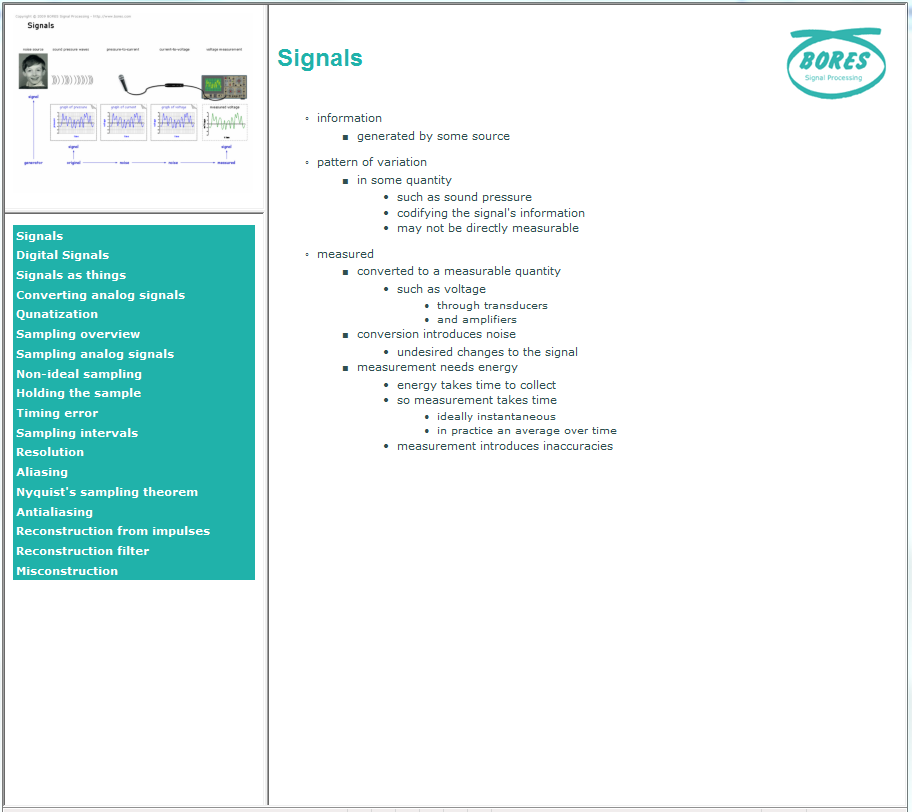 Copyright @ 2009 BORES Signal Processing - http://www.bores.com
Signals
noise source
sound pressure waves
pressure-to-current
current-to-voltage
voltage measurement
signal
graph of pressure
graph of current
graph of voltage
measured voltage
time
time
time
time
signal
signal
generator
original
noise
noise
measured
Signals
Digital Signals
Signals as things
Converting analog signals
Qunatization
Sampling overview
Sampling analog signals
Non-ideal sampling
Holding the sample
Timing error
Sampling intervals
Resolution
Aliasing
Nyquist's sampling theorem
Antialiasing
Reconstruction from impulses
Reconstruction filter
Misconstruction
Signals
BORES
Signal Processing
information
generated by some source
pattern of variation
in some quantity
such as sound pressure
codifying the signal's information
may not be directly measurable
measured
converted to a measurable quantity
such as voltage
through transducers
and amplifiers
conversion introduces noise
undesired changes to the signal
measurement needs energy
energy takes time to collect
so measurement takes time
ideally instantaneous
in practice an average over time
measurement introduces inaccuracies